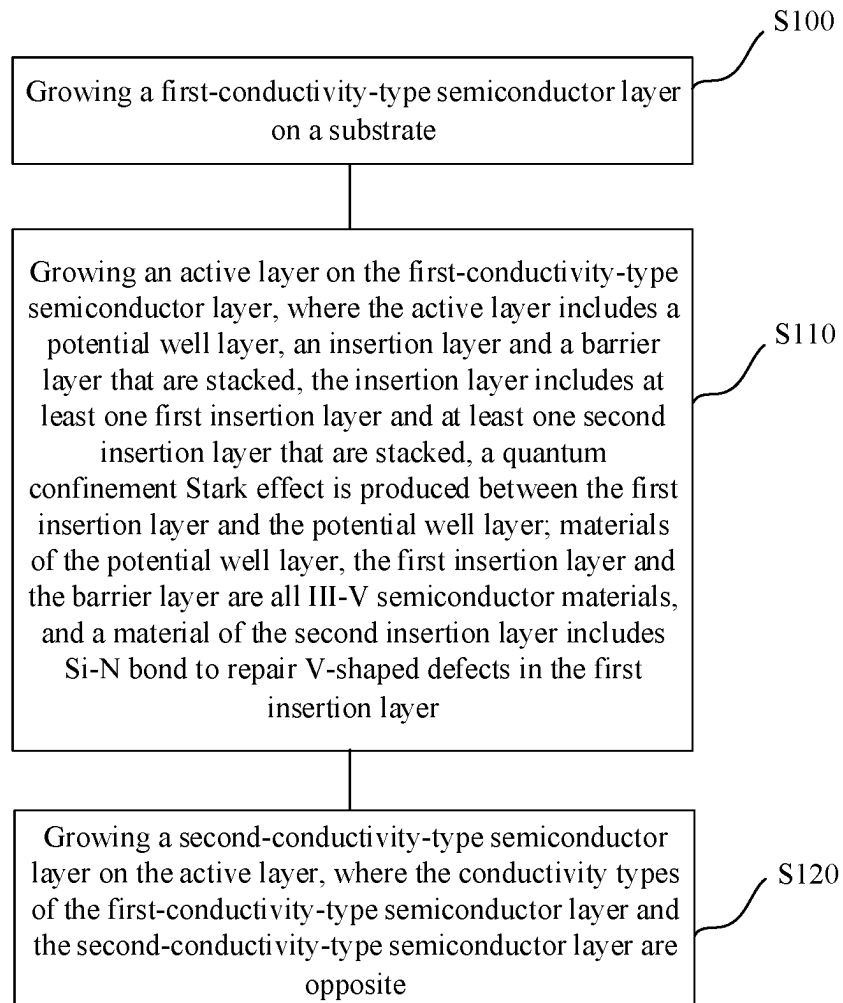 S100
Growing a first-conductivity-type semiconductor layer
on a substrate
Growing an active layer on the first-conductivity-type
semiconductor layer, where the active layer includes a
potential well layer, an insertion layer and a barrier
layer that are stacked, the insertion layer includes at
least one first insertion layer and at least one second
insertion layer that are stacked, a quantum
confinement Stark effect is produced between the first
insertion layer and the potential well layer; materials
of the potential well layer, the first insertion layer and
the barrier layer are all III-V semiconductor materials,
and a material of the second insertion layer includes
Si-N bond to repair V-shaped defects in the first
insertion layer
S110
Growing a second-conductivity-type semiconductor
layer on the active layer, where the conductivity types
of the first-conductivity-type semiconductor layer and
the second-conductivity-type semiconductor layer are
opposite
S120